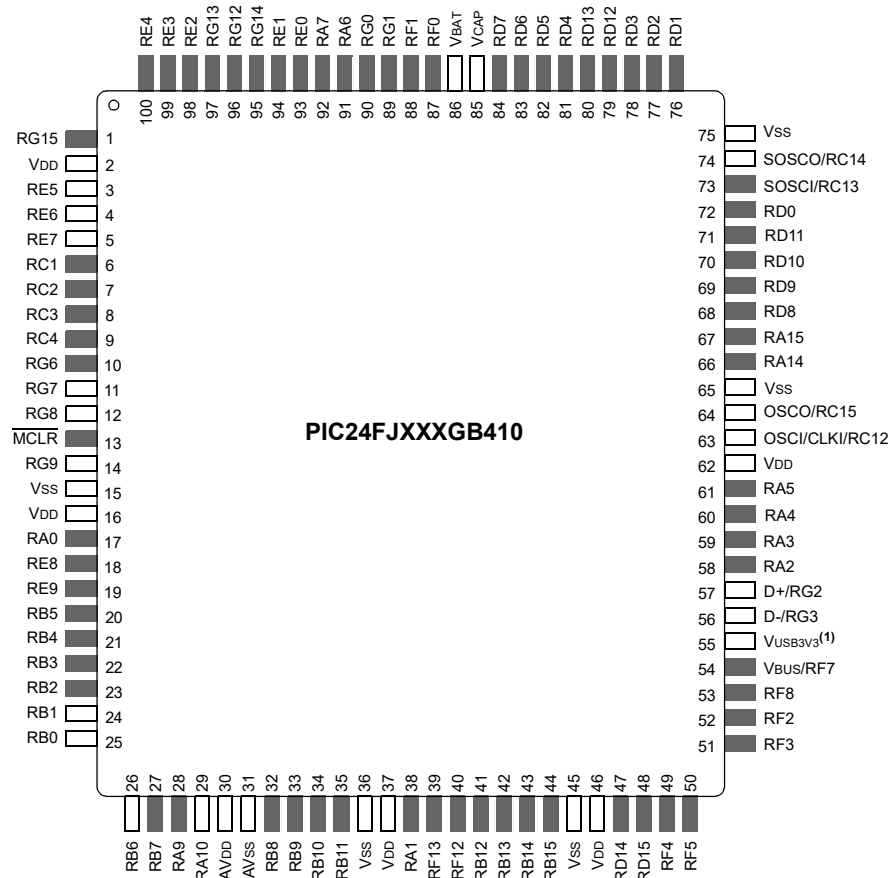 RE4 RE3 RE2 RG13 RG12 RG14 RE1 RE0 RA7 RA6 RG0 RG1 RF1 RF0 VBAT VCAP RD7 RD6 RD5 RD4 RD13 RD12 RD3 RD2 RD1
100 99 98 97 96 95 94 93 92 91 90 89 88 87 86 85 84 83 82 81 80 79 78 77 76
RG15 1
VDD 2
RE5 3
RE6 4
RE7 5
RC1 6
RC2 7
RC3 8
RC4 9
RG6 10
RG7 11
RG8 12
MCLR 13
RG9 14
VSS 15
VDD 16
RA0 17
RE8 18
RE9 19
RB5 20
RB4 21
RB3 22
RB2 23
RB1 24
RB0 25
PIC24FJXXXGB410
75 VSS
74 SOSCO/RC14
73 SOSCI/RC13
72 RD0
71 RD11
70 RD10
69 RD9
68 RD8
67 RA15
66 RA14
65 VSS
64 OSCO/RC15
63 OSCI/CLKI/RC12
62 VDD
61 RA5
60 RA4
59 RA3
58 RA2
57 D+/RG2
56 D-/RG3
55 VUSB3V3(1)
54 VBUS/RF7
53 RF8
52 RF2
51 RF3
26 27 28 29 30 31 32 33 34 35 36 37 38 39 40 41 42 43 44 45 46 47 48 49 50
RB6 RB7 RA9 RA10 AVDD AVSS RB8 RB9 RB10 RB11 VSS VDD RA1 RF13 RF12 RB12 RB13 RB14 RB15 VSS VDD RD14 RD15 RF4 RF5